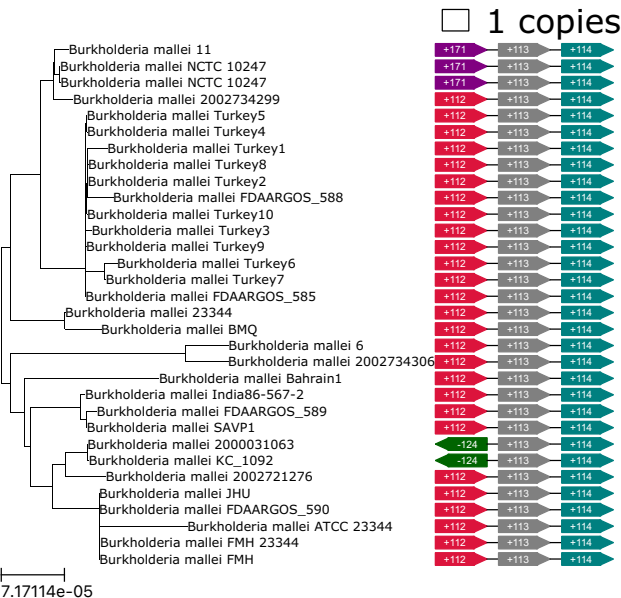 1 copies
Burkholderia mallei 11 +171 +113 +114
Burkholderia mallei NCTC 10247 +171 +113 +114
Burkholderia mallei NCTC 10247 +171 +113 +114
Burkholderia mallei 2002734299 +112 +113 +114
Burkholderia mallei Turkey5 +112 +113 +114
Burkholderia mallei Turkey4 +112 +113 +114
Burkholderia mallei Turkey1 +112 +113 +114
Burkholderia mallei Turkey8 +112 +113 +114
Burkholderia mallei Turkey2 +112 +113 +114
Burkholderia mallei FDAARGOS_588 +112 +113 +114
Burkholderia mallei Turkey10 +112 +113 +114
Burkholderia mallei Turkey3 +112 +113 +114
Burkholderia mallei Turkey9 +112 +113 +114
Burkholderia mallei Turkey6 +112 +113 +114
Burkholderia mallei Turkey7 +112 +113 +114
Burkholderia mallei FDAARGOS_585 +112 +113 +114
Burkholderia mallei 23344 +112 +113 +114
Burkholderia mallei BMQ +112 +113 +114
Burkholderia mallei 6 +112 +113 +114
Burkholderia mallei 2002734306 +112 +113 +114
Burkholderia mallei Bahrain1 +112 +113 +114
Burkholderia mallei India86-567-2 +112 +113 +114
Burkholderia mallei FDAARGOS_589 +112 +113 +114
Burkholderia mallei SAVP1 +112 +113 +114
Burkholderia mallei 2000031063 -124 +113 +114
Burkholderia mallei KC_1092 -124 +113 +114
Burkholderia mallei 2002721276 +112 +113 +114
Burkholderia mallei JHU +112 +113 +114
Burkholderia mallei FDAARGOS_590 +112 +113 +114
Burkholderia mallei ATCC 23344 +112 +113 +114
Burkholderia mallei FMH 23344 +112 +113 +114
Burkholderia mallei FMH +112 +113 +114
7.17114e-05